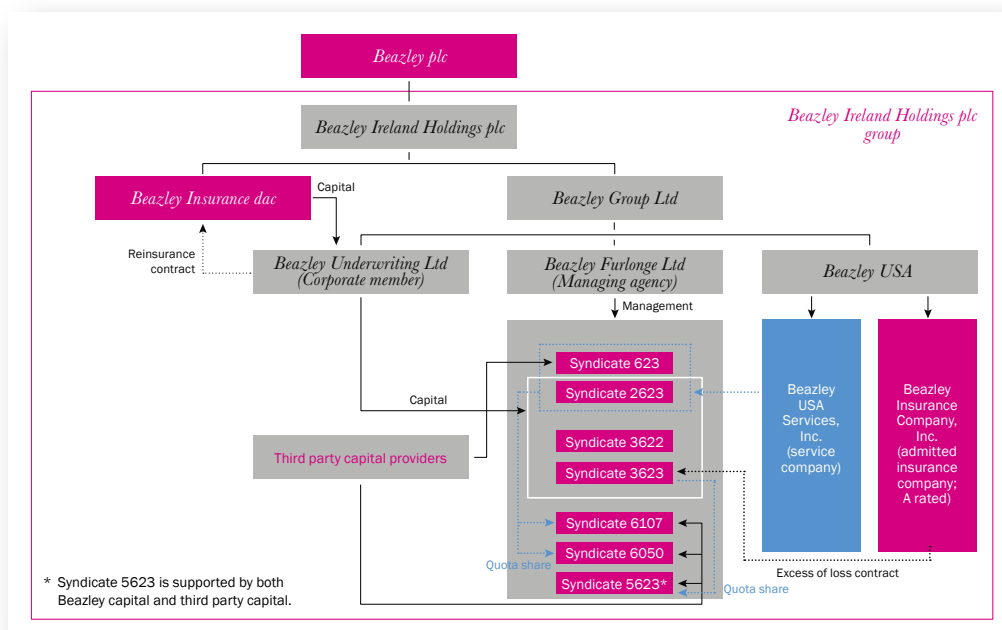 Beazley plc
Beazley Ireland Holdings plc
Beazley Ireland Holdings plc
group
Beazley Insurance dac
Capital
Beazley Group Ltd
Reinsurance
contract
Beazley Underwriting Ltd
(Corporate member)
Beazley Furlonge Ltd
(Managing agency)
Beazley USA
Management
Syndicate 623
Syndicate 2623
Capital
Syndicate 3622
Syndicate 3623
Third party capital providers
Beazley
USA
Services,
Inc.
(service
company)
Beazley
Insurance
Company,
Inc.
(admitted
insurance
company;
A rated)
Syndicate 6107
Syndicate 6050
Quota share
Syndicate 5623*
Quota share
Excess of loss contract
* Syndicate 5623 is supported by both
Beazley capital and third party capital.